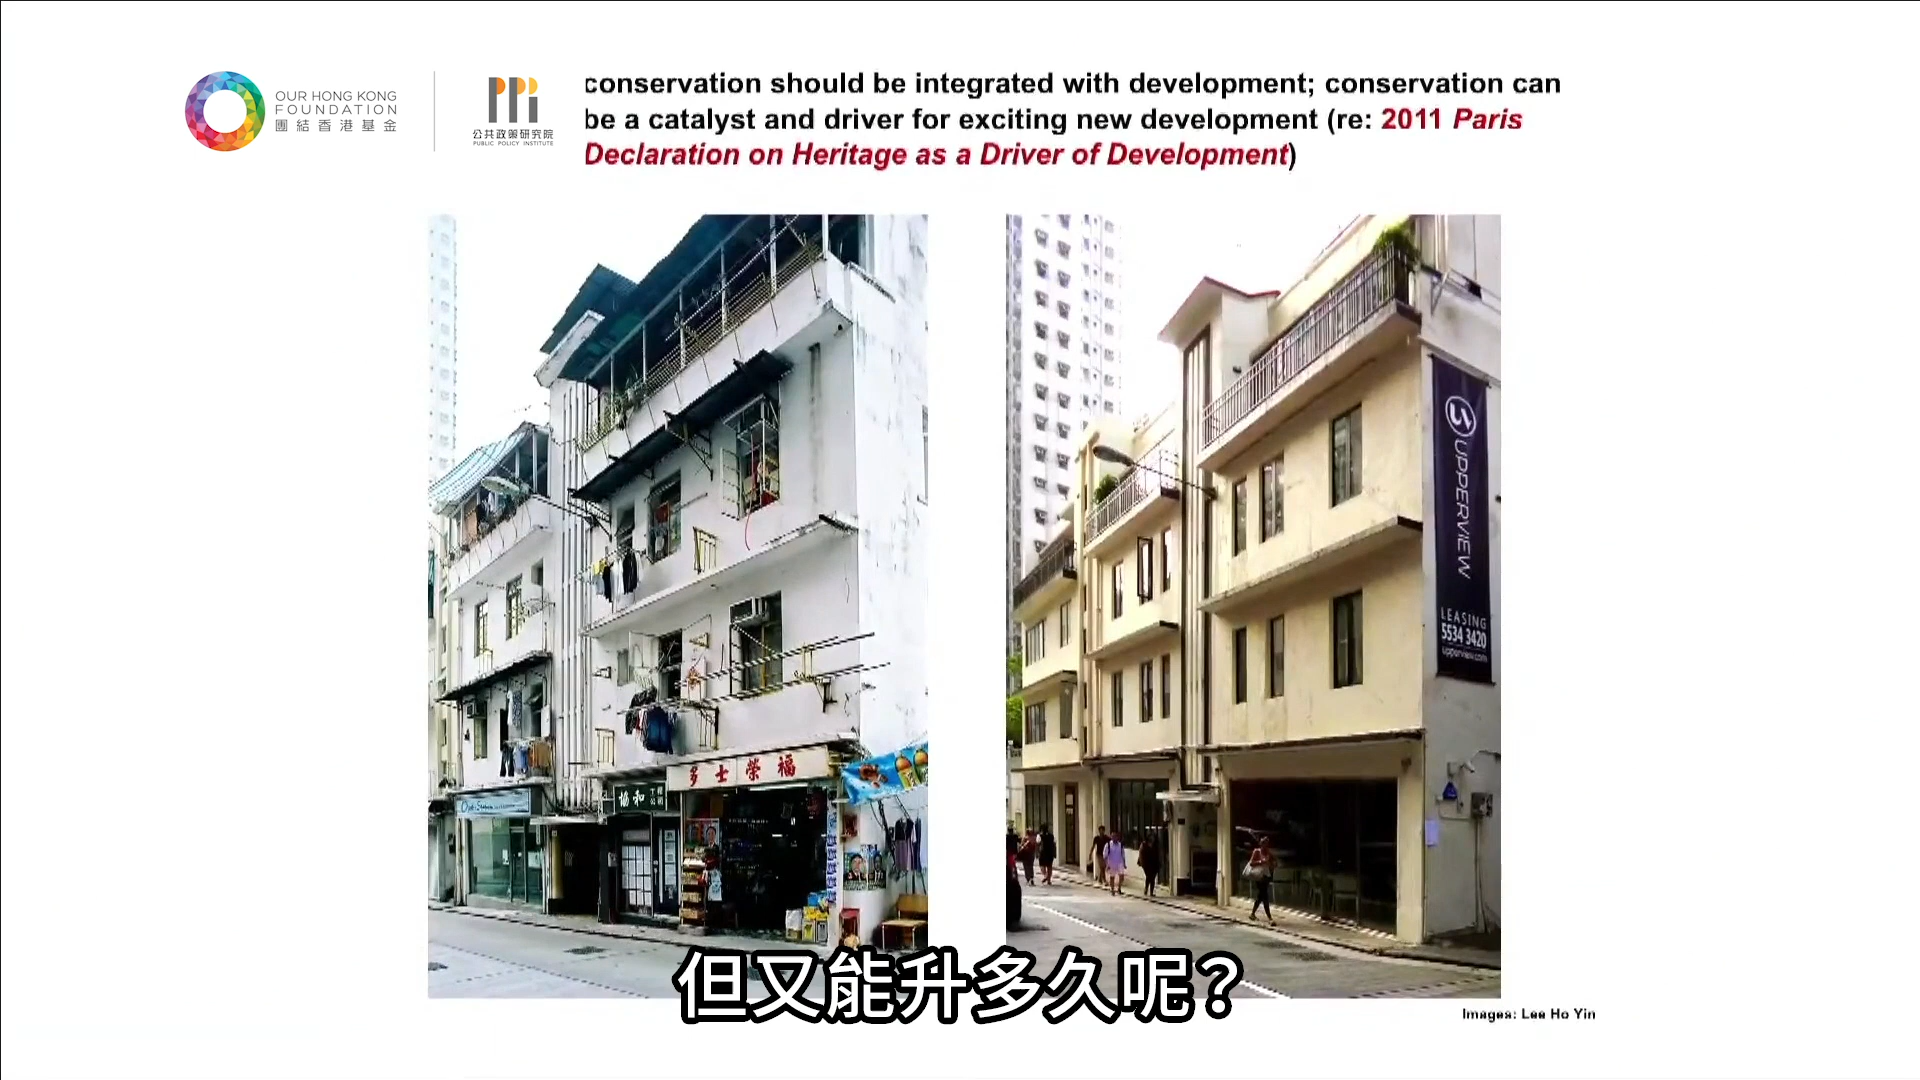 OUR HONG KONG
FOUNDATION
團結香港基金
公共政策研究院
PUBLIC POLICY INSTITUTE
conservation should be integrated with development; conservation can
be a catalyst and driver for exciting new development (re: 2011 Paris
Declaration on Heritage as a Driver of Development)
UPPERVIEW
LEASING
5534 3420
upperview.com
多士榮福
協和
但又能升多久呢?
Images: Lee Ho Yin